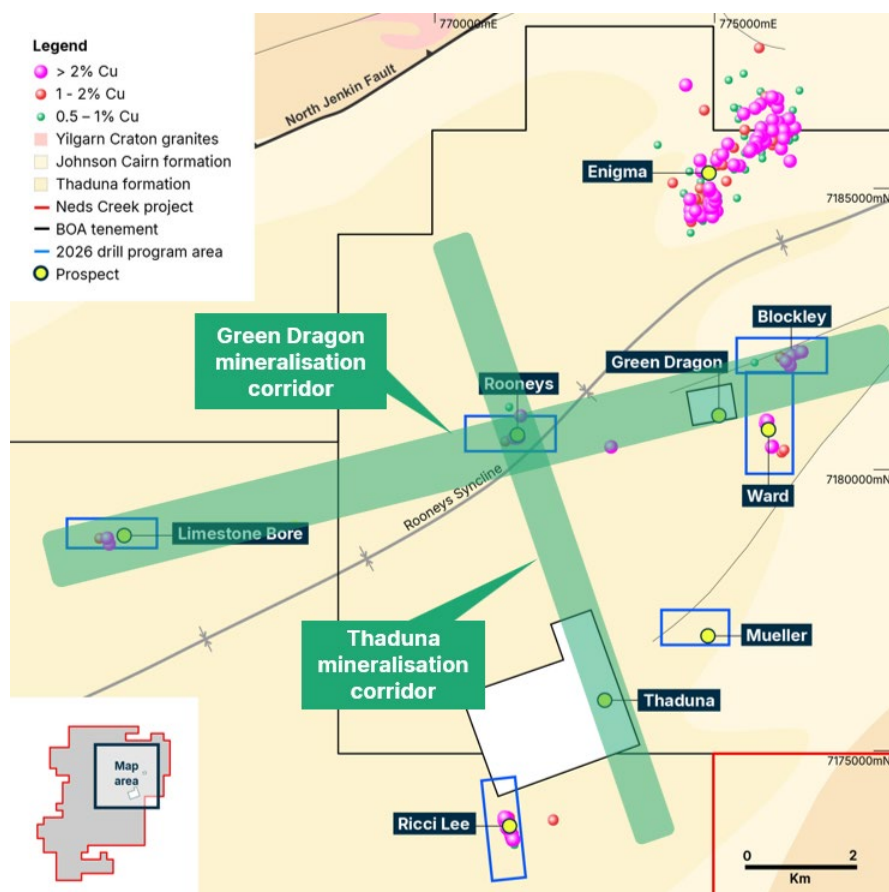 770000mE
775000mE
Legend
> 2% Cu
1 - 2% Cu
0.5 – 1% Cu
Yilgarn Craton granites
Johnson Cairn formation
Thaduna formation
Neds Creek project
BOA tenement
2026 drill program area
Prospect
North Jenkin Fault
Enigma
7185000mN
Blockley
Green Dragon
mineralisation
corridor
Green Dragon
Rooneys
Rooneys Syncline
7180000mN
Ward
Limestone Bore
Thaduna
mineralisation
corridor
Mueller
Thaduna
Map
area
7175000mN
Ricci Lee
0 2
Km